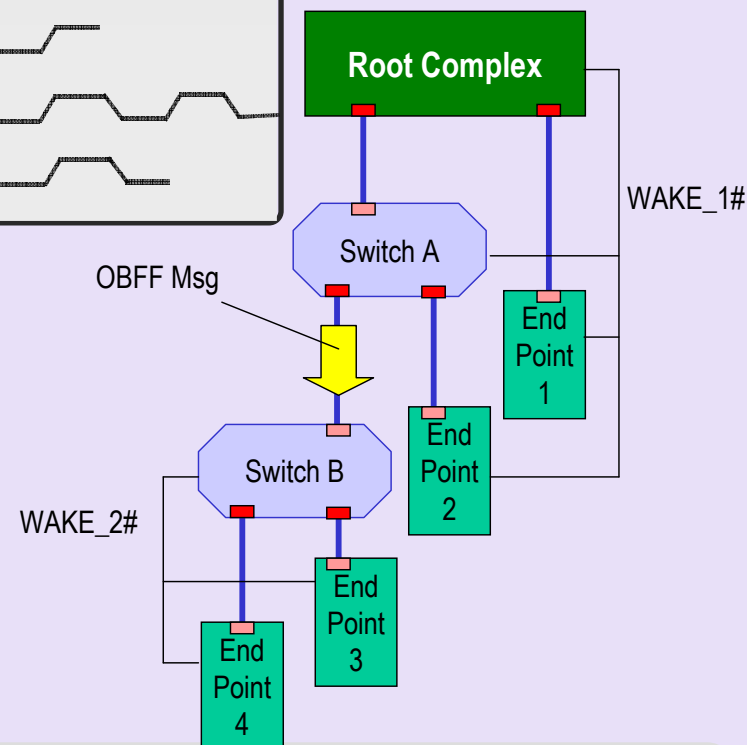 Root Complex
WAKE_1#
Switch A
OBFF Msg
End
Point
1
End
Point
2
Switch B
WAKE_2#
End
Point
3
End
Point
4